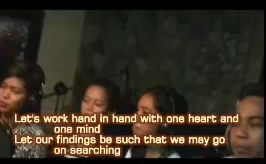 Let's work hand in hand with one heart and
one mind
Let our findings be such that we may go
on searching